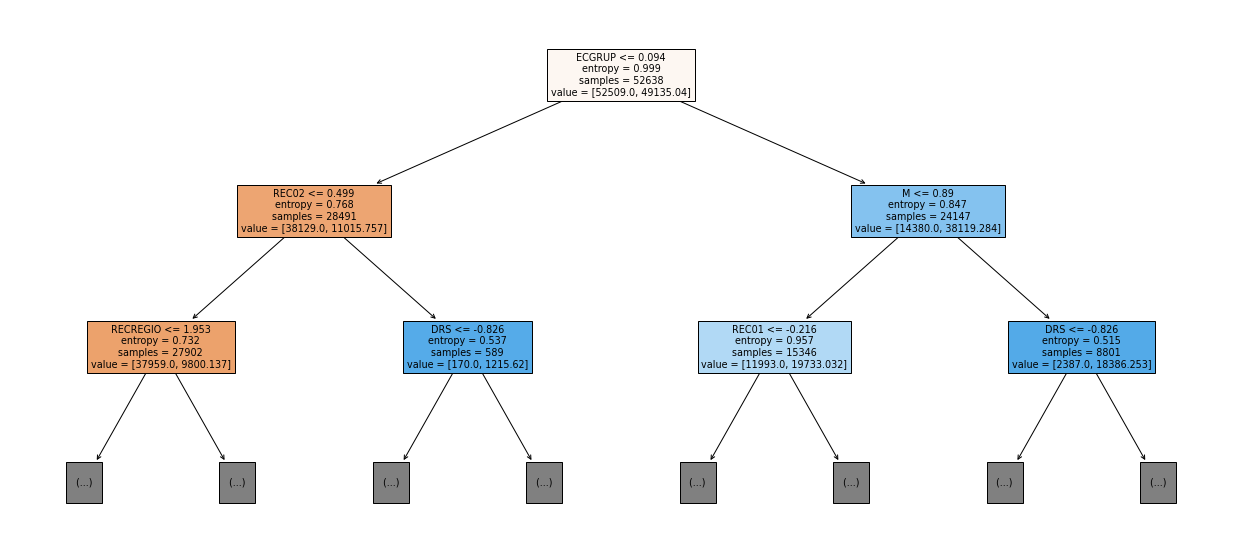 ECGRUP <= 0.094
entropy = 0.999
samples = 52638
value = [52509.0, 49135.04]
REC02 <= 0.499
entropy = 0.768
samples = 28491
value = [38129.0, 11015.757]
M <= 0.89
entropy = 0.847
samples = 24147
value = [14380.0, 38119.284]
RECREGIO <= 1.953
entropy = 0.732
samples = 27902
value = [37959.0, 9800.137]
DRS <= -0.826
entropy = 0.537
samples = 589
value = [170.0, 1215.62]
REC01 <= -0.216
entropy = 0.957
samples = 15346
value = [11993.0, 19733.032]
DRS <= -0.826
entropy = 0.515
samples = 8801
value = [2387.0, 18386.253]
(...)
(...)
(...)
(...)
(...)
(...)
(...)
(...)